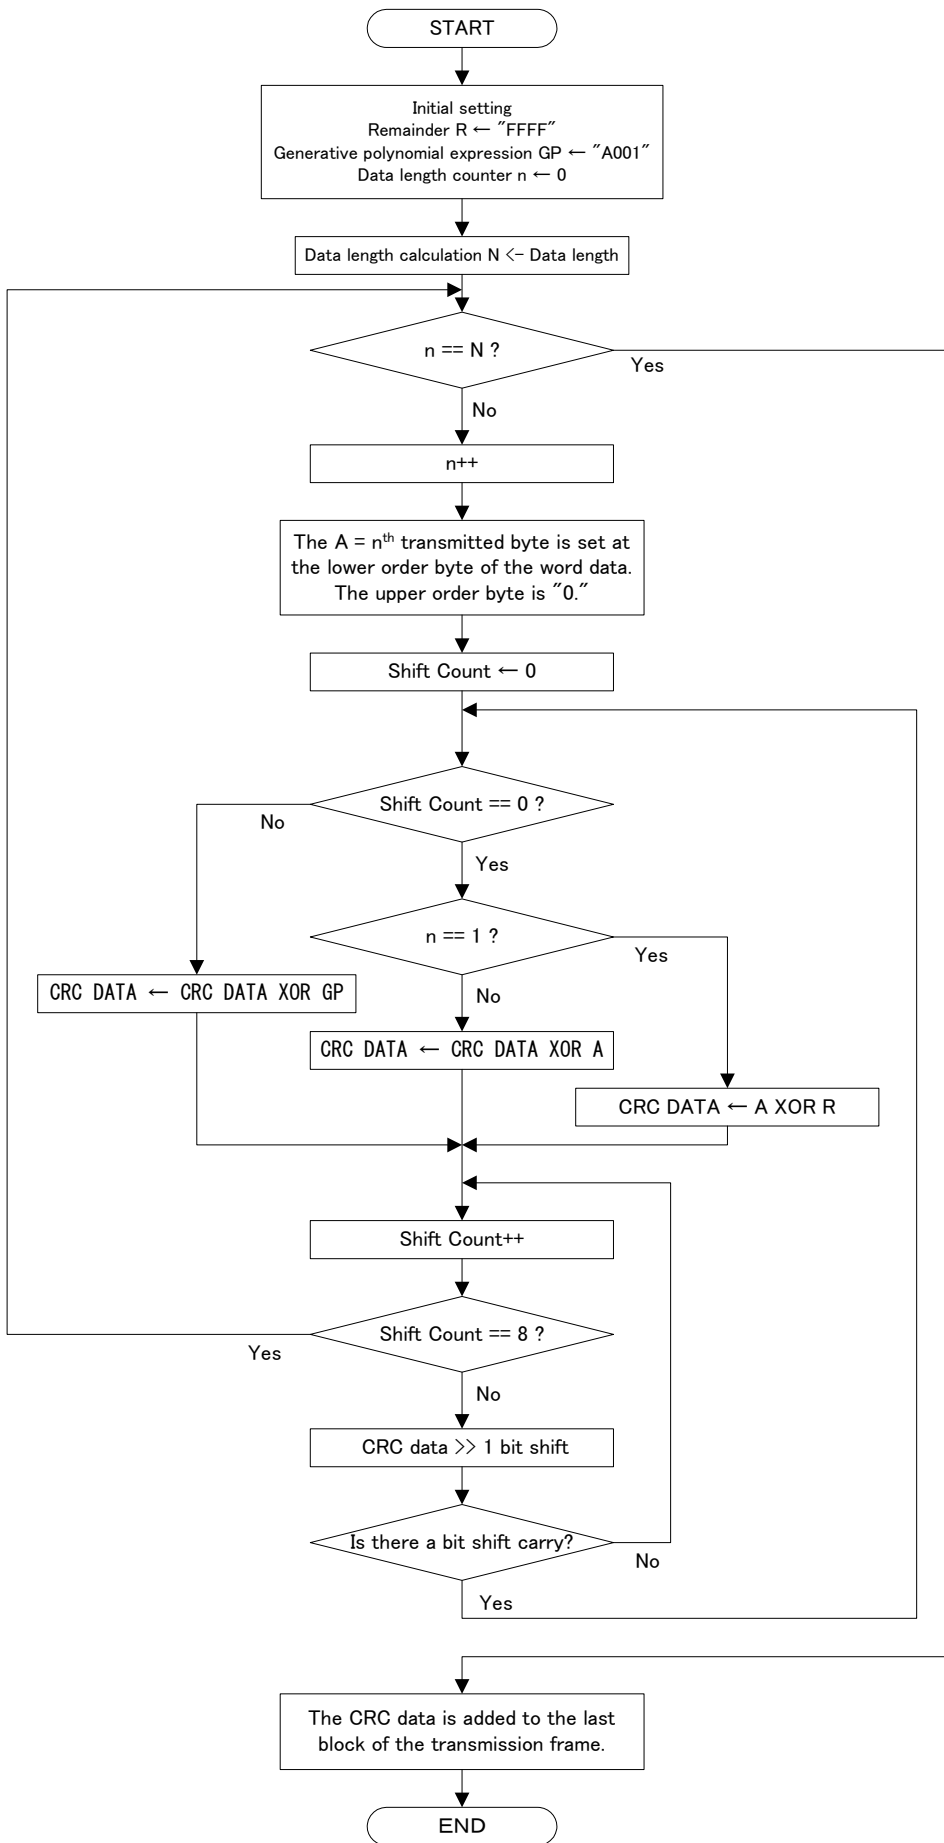 START
Initial setting
Remainder R ← "FFFF"
Generative polynomial expression GP ← "A001"
Data length counter n ← 0
Data length calculation N <- Data length
n == N ?
Yes
No
n++
The A = nth transmitted byte is set at
the lower order byte of the word data.
The upper order byte is "0."
Shift Count ← 0
Shift Count == 0 ?
No
Yes
n == 1 ?
Yes
CRC DATA ← CRC DATA XOR GP
No
CRC DATA ← CRC DATA XOR A
CRC DATA ← A XOR R
Shift Count++
Shift Count == 8 ?
Yes
No
CRC data >> 1 bit shift
Is there a bit shift carry?
No
Yes
The CRC data is added to the last
block of the transmission frame.
END